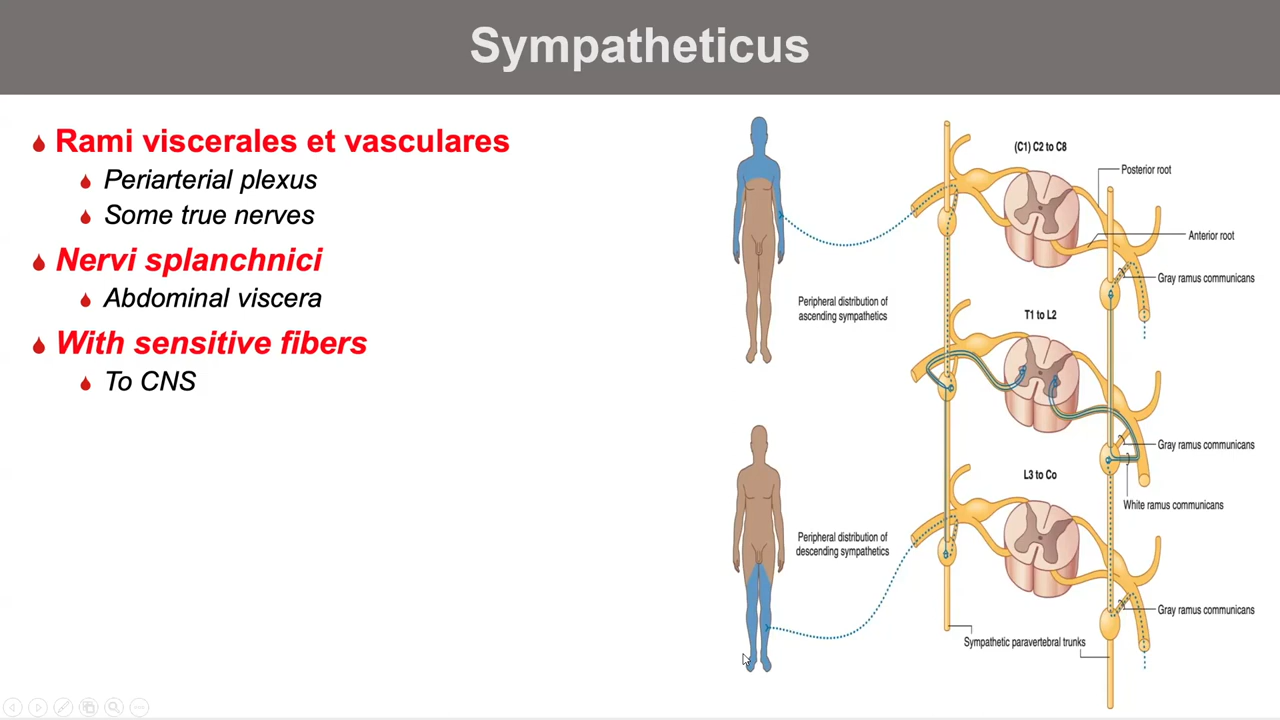 Sympatheticus
Rami viscerales et vasculares
Periarterial plexus
Some true nerves
Nervi splanchnici
Abdominal viscera
With sensitive fibers
To CNS
(C1) C2 to C8
Posterior root
Anterior root
Gray ramus communicans
Peripheral distribution of
ascending sympathetics
T1 to L2
Gray ramus communicans
White ramus communicans
L3 to Co
Peripheral distribution of
descending sympathetics
Gray ramus communicans
Sympathetic paravertebral trunks